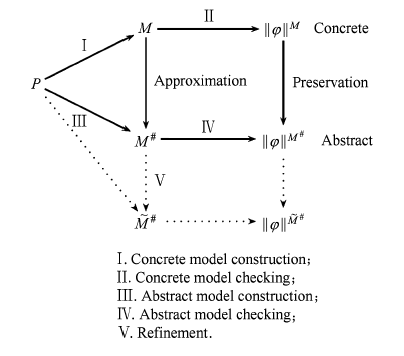 Ⅱ
M ‖φ‖^M Concrete
Ⅰ
Approximation Preservation
P
Ⅲ Ⅳ
M^# ‖φ‖^{M^#} Abstract
Ⅴ
M̃^# ‖φ‖^{M̃^#}
Ⅰ. Concrete model construction;
Ⅱ. Concrete model checking;
Ⅲ. Abstract model construction;
Ⅳ. Abstract model checking;
Ⅴ. Refinement.